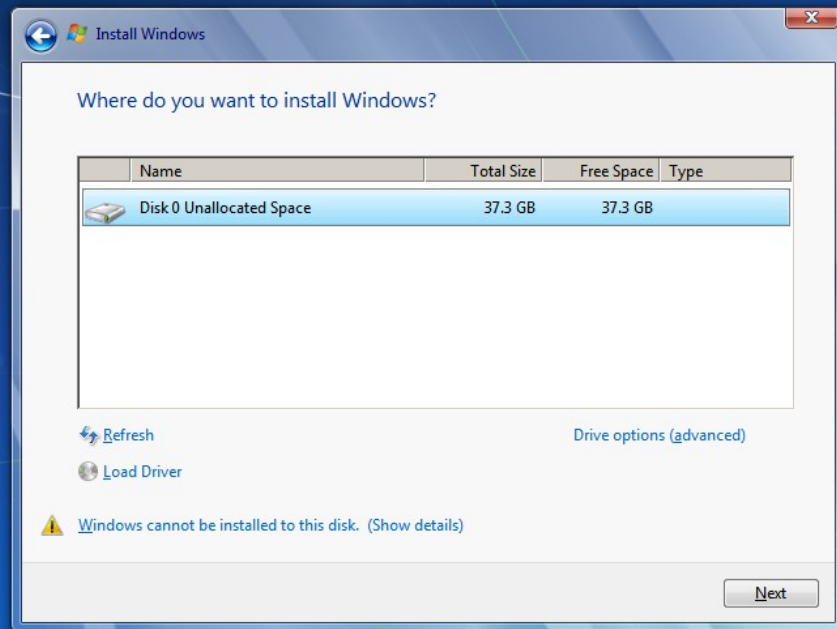 Install Windows
Where do you want to install Windows?
Name Total Size Free Space Type
Disk 0 Unallocated Space 37.3 GB 37.3 GB
Refresh Drive options (advanced)
Load Driver
Windows cannot be installed to this disk. (Show details)
Next